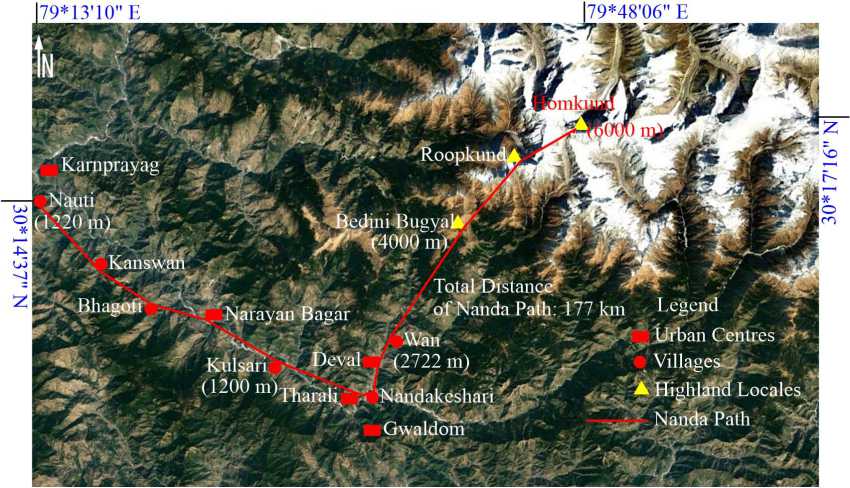 79*13'10" E
79*48'06" E
N
Homkund
(6000 m)
Roopkund
Karnprayag
Nauti
(1220 m)
30*14'37" N
30*17'16" N
Bedini Bugyal
(4000 m)
Kanswan
Total Distance
of Nanda Path: 177 km
Bhagoti
Narayan Bagar
Legend
Urban Centres
Villages
Highland Locales
Nanda Path
Wan
(2722 m)
Deval
Kulsari
(1200 m)
Tharali
Nandakeshari
Gwaldom